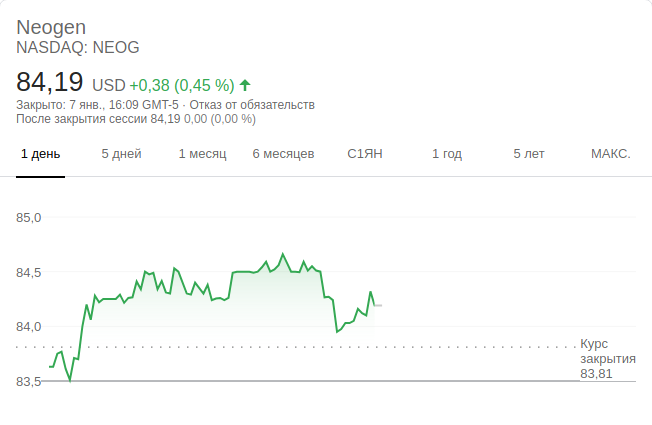 Neogen
NASDAQ: NEOG
84,19 USD +0,38 (0,45 %)
Закрыто: 7 янв., 16:09 GMT-5 · Отказ от обязательств
После закрытия сессии 84,19 0,00 (0,00 %)
1 день 5 дней 1 месяц 6 месяцев С1ЯН 1 год 5 лет МАКС.
85,0
84,5
84,0
Курс
закрытия
83,81
83,5